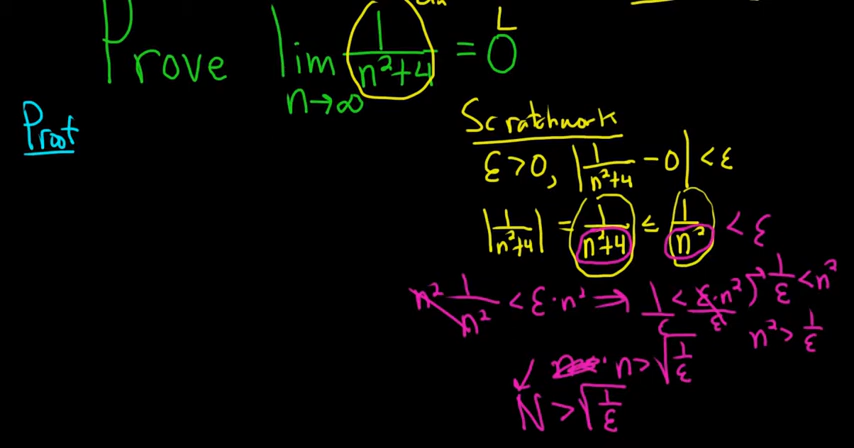 Prove lim n→∞ 1/(n²+4) = 0
L
Proof
Scratchwork
ε > 0, |1/(n²+4) − 0| < ε
|1/(n²+4)| = 1/(n²+4) ≤ 1/n² < ε
n² 1/n² < ε·n² ⟹ 1/ε < ε·n²/ε → 1/ε < n²
n² > 1/ε
n > √(1/ε)
N > √(1/ε)